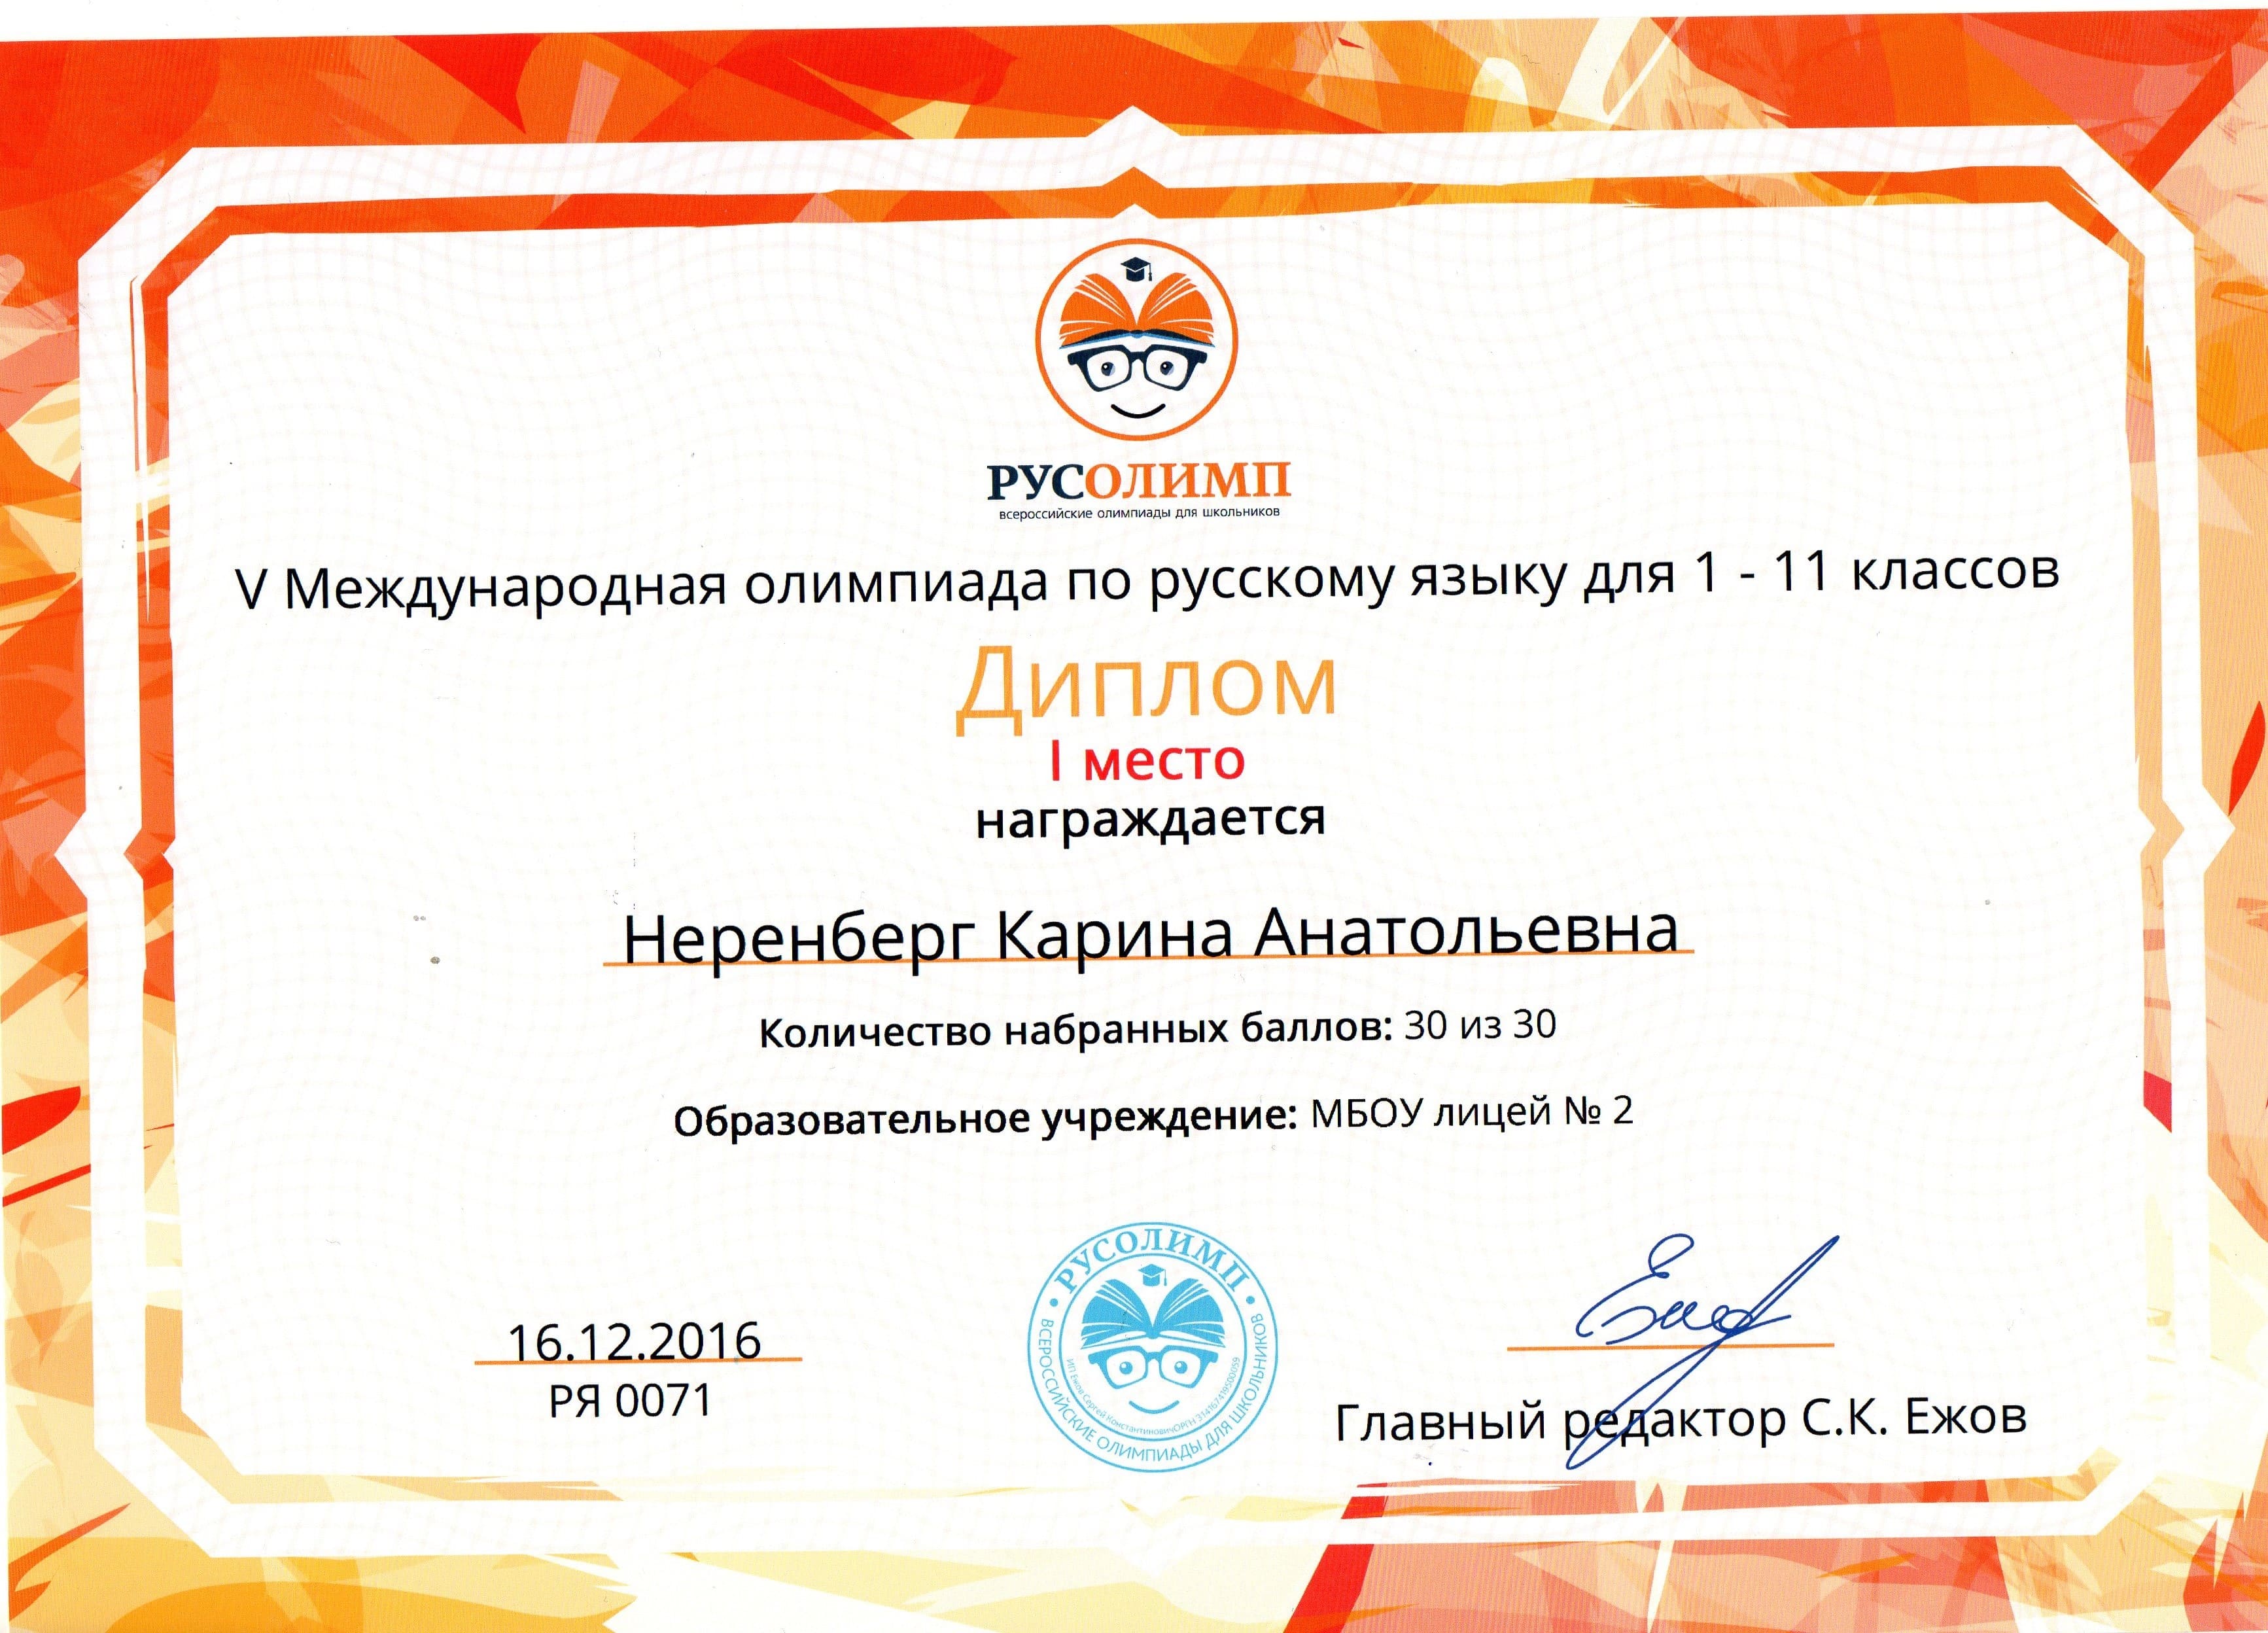 РУСОЛИМП
всероссийские олимпиады для школьников
V Международная олимпиада по русскому языку для 1 - 11 классов
Диплом
I место
награждается
Неренберг Карина Анатольевна
Количество набранных баллов: 30 из 30
Образовательное учреждение: МБОУ лицей № 2
• РУСОЛИМП •
ВСЕРОССИЙСКИЕ ОЛИМПИАДЫ ДЛЯ ШКОЛЬНИКОВ
ИП Ежов Сергей Константинович
16.12.2016
РЯ 0071
Главный редактор С.К. Ежов